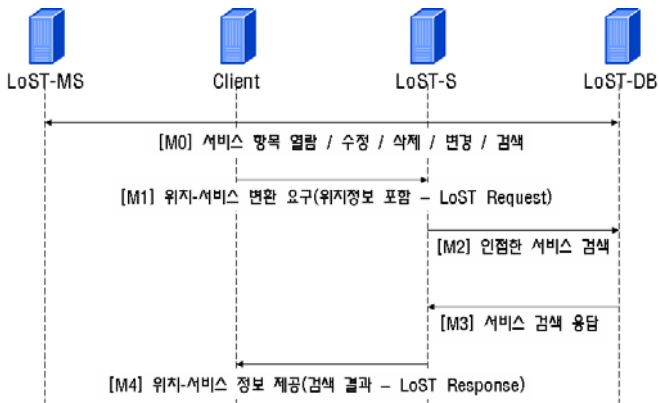 LoST-MS
Client
LoST-S
LoST-DB
[M0] 서비스 항목 열람 / 수정 / 삭제 / 변경 / 검색
[M1] 위치-서비스 변환 요구(위치정보 포함 – LoST Request)
[M2] 인접한 서비스 검색
[M3] 서비스 검색 응답
[M4] 위치-서비스 정보 제공(검색 결과 – LoST Response)